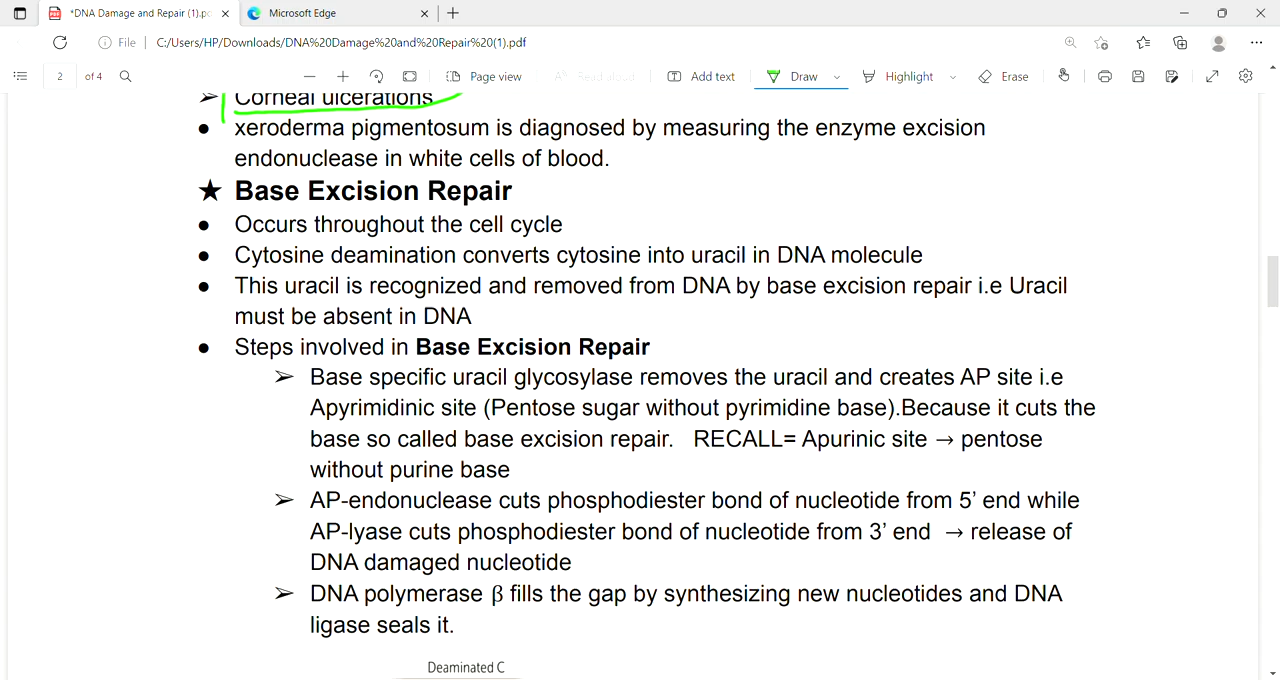 *DNA Damage and Repair (1).pd
Microsoft Edge
File
C:/Users/HP/Downloads/DNA%20Damage%20and%20Repair%20(1).pdf
2 of 4
Page view
Read aloud
Add text
Draw
Highlight
Erase
➢ Corneal ulcerations
● xeroderma pigmentosum is diagnosed by measuring the enzyme excision
endonuclease in white cells of blood.
★ Base Excision Repair
● Occurs throughout the cell cycle
● Cytosine deamination converts cytosine into uracil in DNA molecule
● This uracil is recognized and removed from DNA by base excision repair i.e Uracil
must be absent in DNA
● Steps involved in Base Excision Repair
➢ Base specific uracil glycosylase removes the uracil and creates AP site i.e
Apyrimidinic site (Pentose sugar without pyrimidine base).Because it cuts the
base so called base excision repair. RECALL= Apurinic site → pentose
without purine base
➢ AP-endonuclease cuts phosphodiester bond of nucleotide from 5’ end while
AP-lyase cuts phosphodiester bond of nucleotide from 3’ end → release of
DNA damaged nucleotide
➢ DNA polymerase β fills the gap by synthesizing new nucleotides and DNA
ligase seals it.
Deaminated C